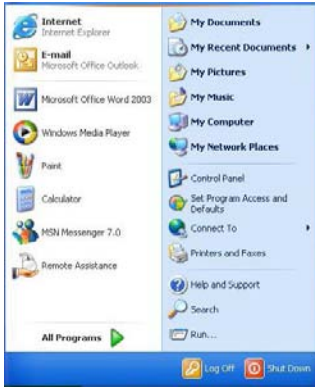 Internet
Internet Explorer
E-mail
Microsoft Office Outlook
Microsoft Office Word 2003
Windows Media Player
Paint
Calculator
MSN Messenger 7.0
Remote Assistance
All Programs
My Documents
My Recent Documents
My Pictures
My Music
My Computer
My Network Places
Control Panel
Set Program Access and
Defaults
Connect To
Printers and Faxes
Help and Support
Search
Run...
Log Off
Shut Down